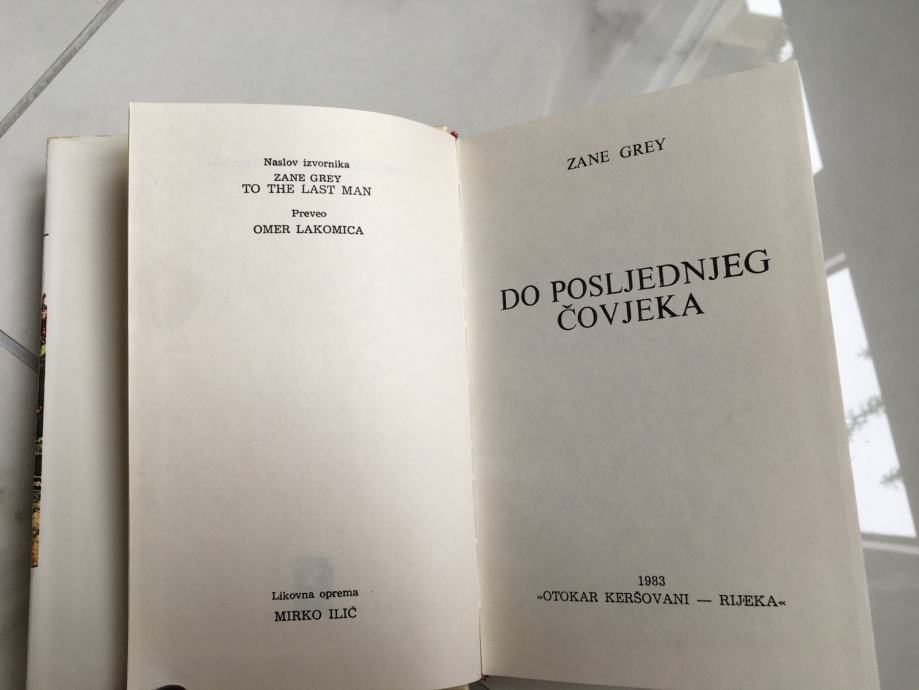 Naslov izvornika
ZANE GREY
TO THE LAST MAN
Preveo
OMER LAKOMICA
Likovna oprema
MIRKO ILIĆ
ZANE GREY
DO POSLJEDNJEG
ČOVJEKA
1983
»OTOKAR KERŠOVANI — RIJEKA«